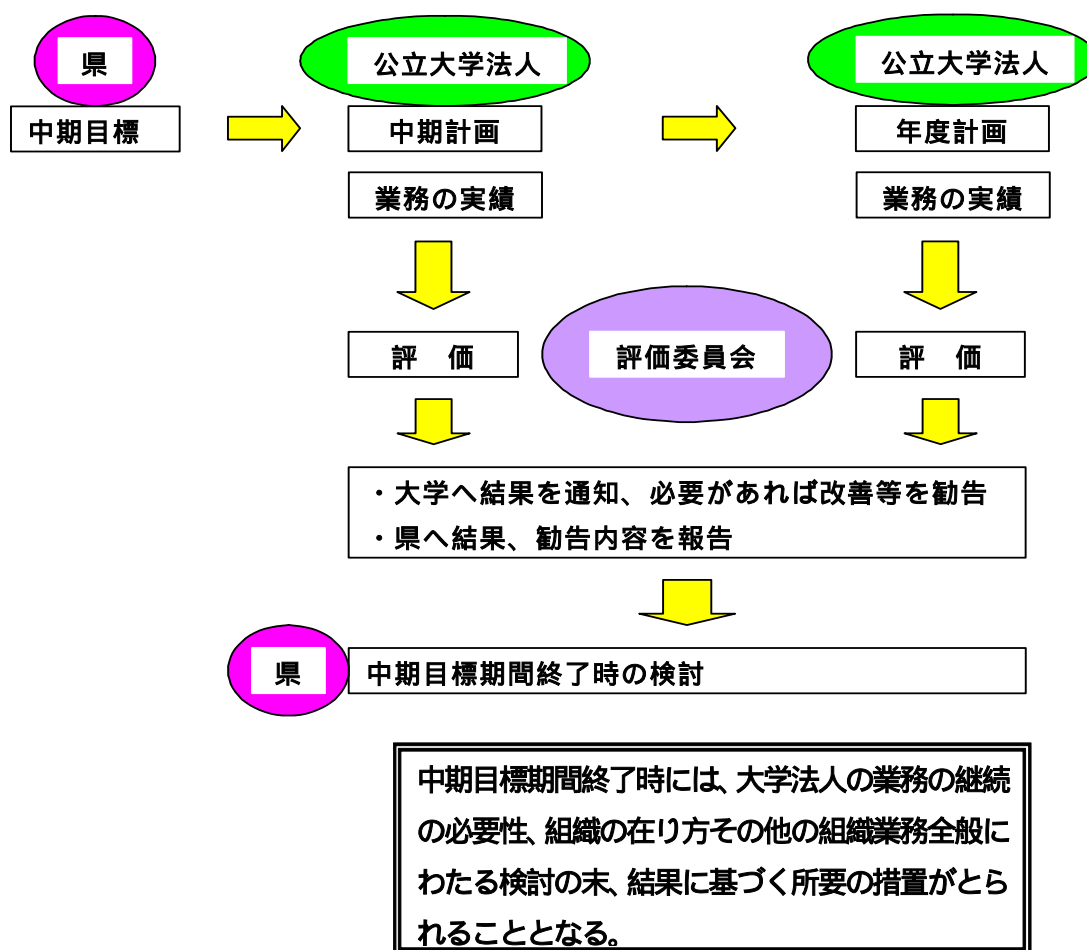 県
公立大学法人
公立大学法人
中期目標
中期計画
年度計画
業務の実績
業務の実績
評 価
評価委員会
評 価
・大学へ結果を通知、必要があれば改善等を勧告
・県へ結果、勧告内容を報告
県
中期目標期間終了時の検討
中期目標期間終了時には、大学法人の業務の継続
の必要性、組織の在り方その他の組織業務全般に
わたる検討の末、結果に基づく所要の措置がとら
れることとなる。